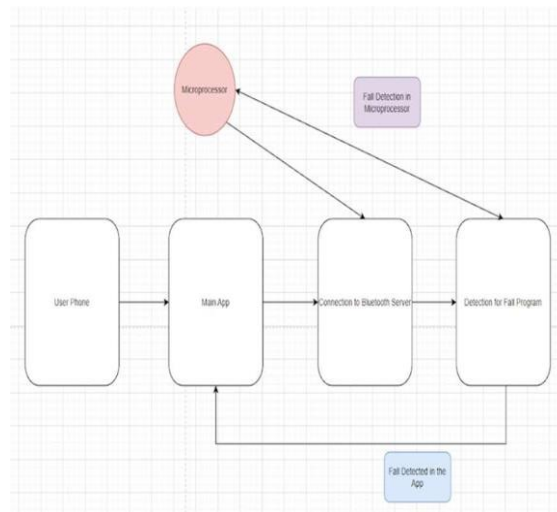 Microprocessor
Fall Detection in
Microprocessor
User Phone
Main App
Connection to Bluetooth Server
Detection for Fall Program
Fall Detected in the
App